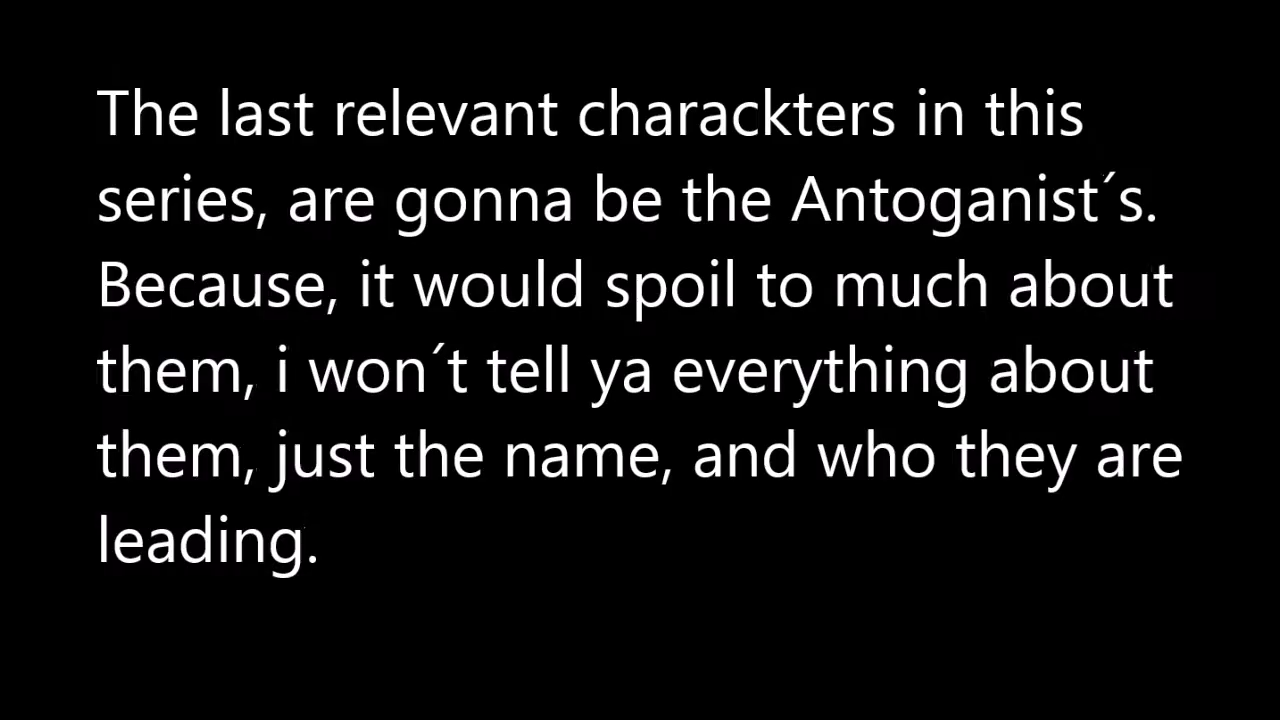 The last relevant charackters in this
series, are gonna be the Antoganist´s.
Because, it would spoil to much about
them, i won´t tell ya everything about
them, just the name, and who they are
leading.